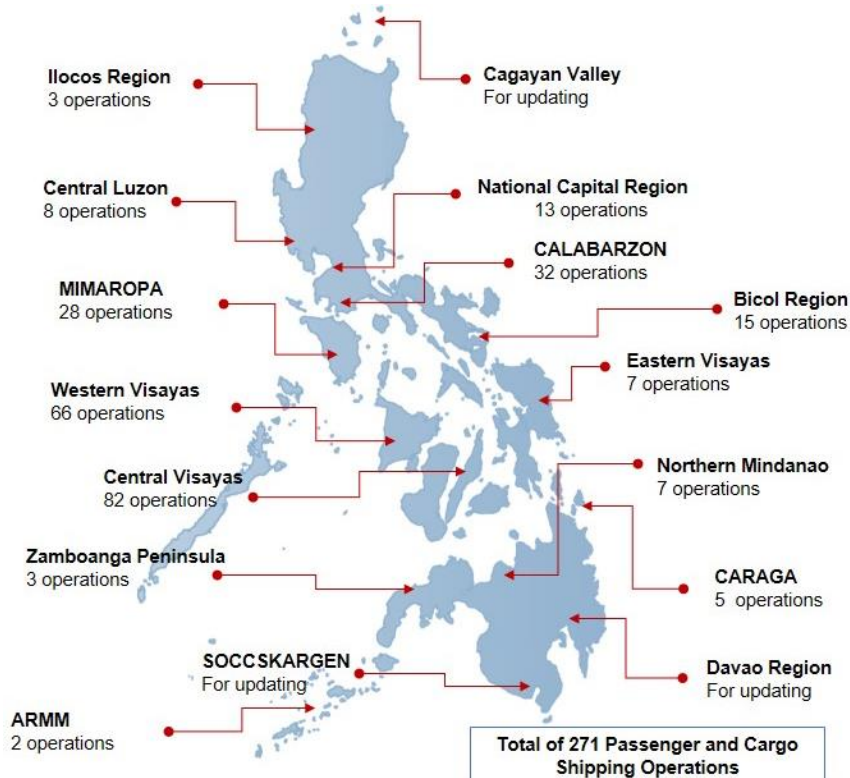 Ilocos Region
3 operations
Cagayan Valley
For updating
Central Luzon
8 operations
National Capital Region
13 operations
CALABARZON
32 operations
MIMAROPA
28 operations
Bicol Region
15 operations
Eastern Visayas
7 operations
Western Visayas
66 operations
Central Visayas
82 operations
Northern Mindanao
7 operations
Zamboanga Peninsula
3 operations
CARAGA
5 operations
SOCCSKARGEN
For updating
Davao Region
For updating
ARMM
2 operations
Total of 271 Passenger and Cargo
Shipping Operations